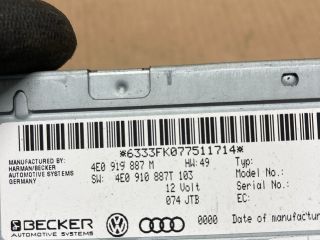 *6333FK077511714*
MANUFACTURED BY: 4E0 919 887 M HW:49 Typ:
HARMAN/BECKER
AUTOMOTIVE SYSTEMS SW: 4E0 910 887T 103 Model No.:
GERMANY 12 Volt Serial No.:
074 JTB EC:
BECKER 0000 Date of manufactur
AUTOMOTIVE SYSTEMS